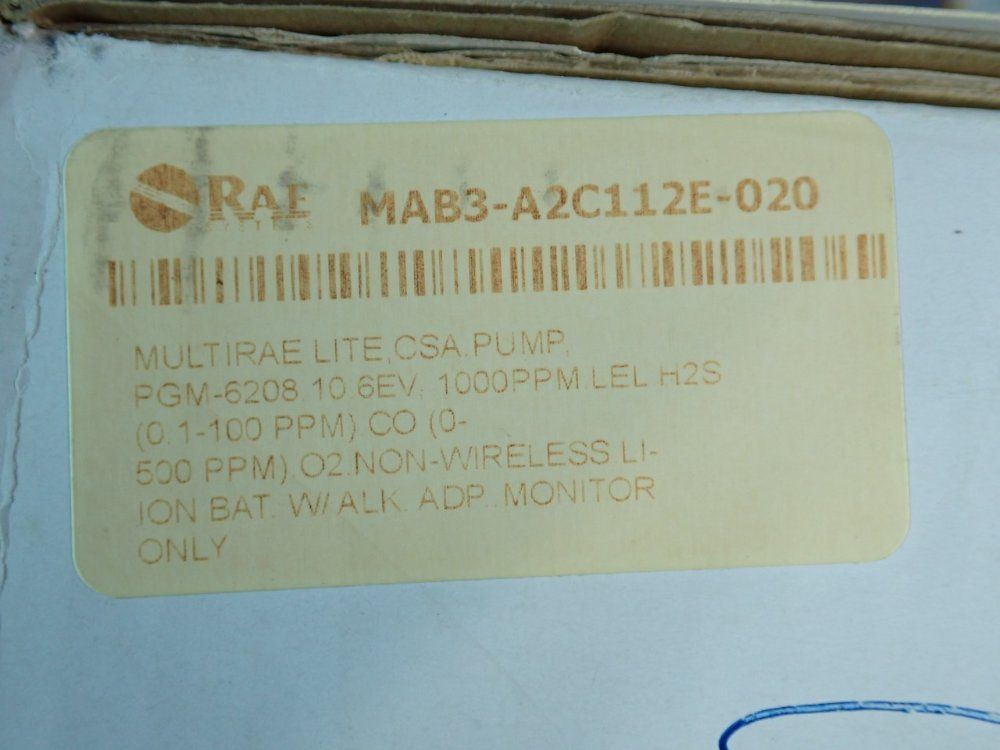 RAE
SYSTEMS
MAB3-A2C112E-020
MULTIRAE LITE,CSA.PUMP,
PGM-6208.10.6EV, 1000PPM.LEL.H2S
(0.1-100 PPM).CO (0-
500 PPM).O2.NON-WIRELESS.LI-
ION BAT. W/ ALK. ADP..MONITOR
ONLY